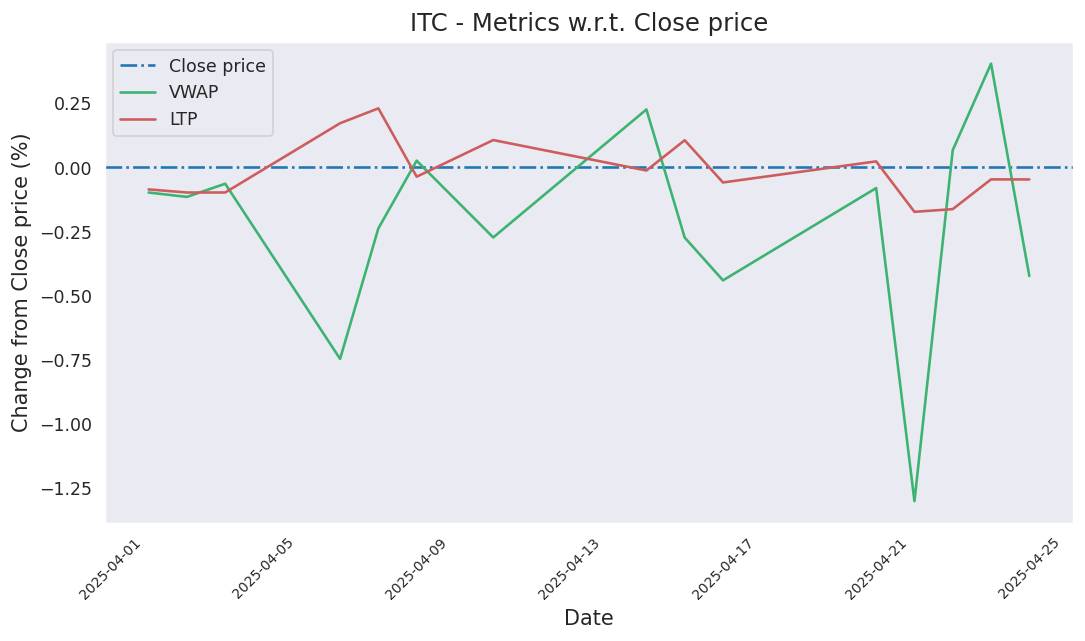 ITC - Metrics w.r.t. Close price
Close price
VWAP
LTP
Change from Close price (%)
0.25
0.00
−0.25
−0.50
−0.75
−1.00
−1.25
2025-04-01
2025-04-05
2025-04-09
2025-04-13
2025-04-17
2025-04-21
2025-04-25
Date